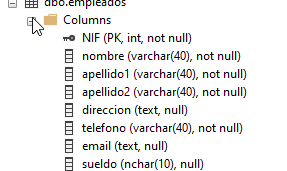 dbo.empleados
Columns
NIF (PK, int, not null)
nombre (varchar(40), not null)
apellido1 (varchar(40), not null)
apellido2 (varchar(40), not null)
direccion (text, null)
telefono (varchar(40), not null)
email (text, null)
sueldo (nchar(10), null)